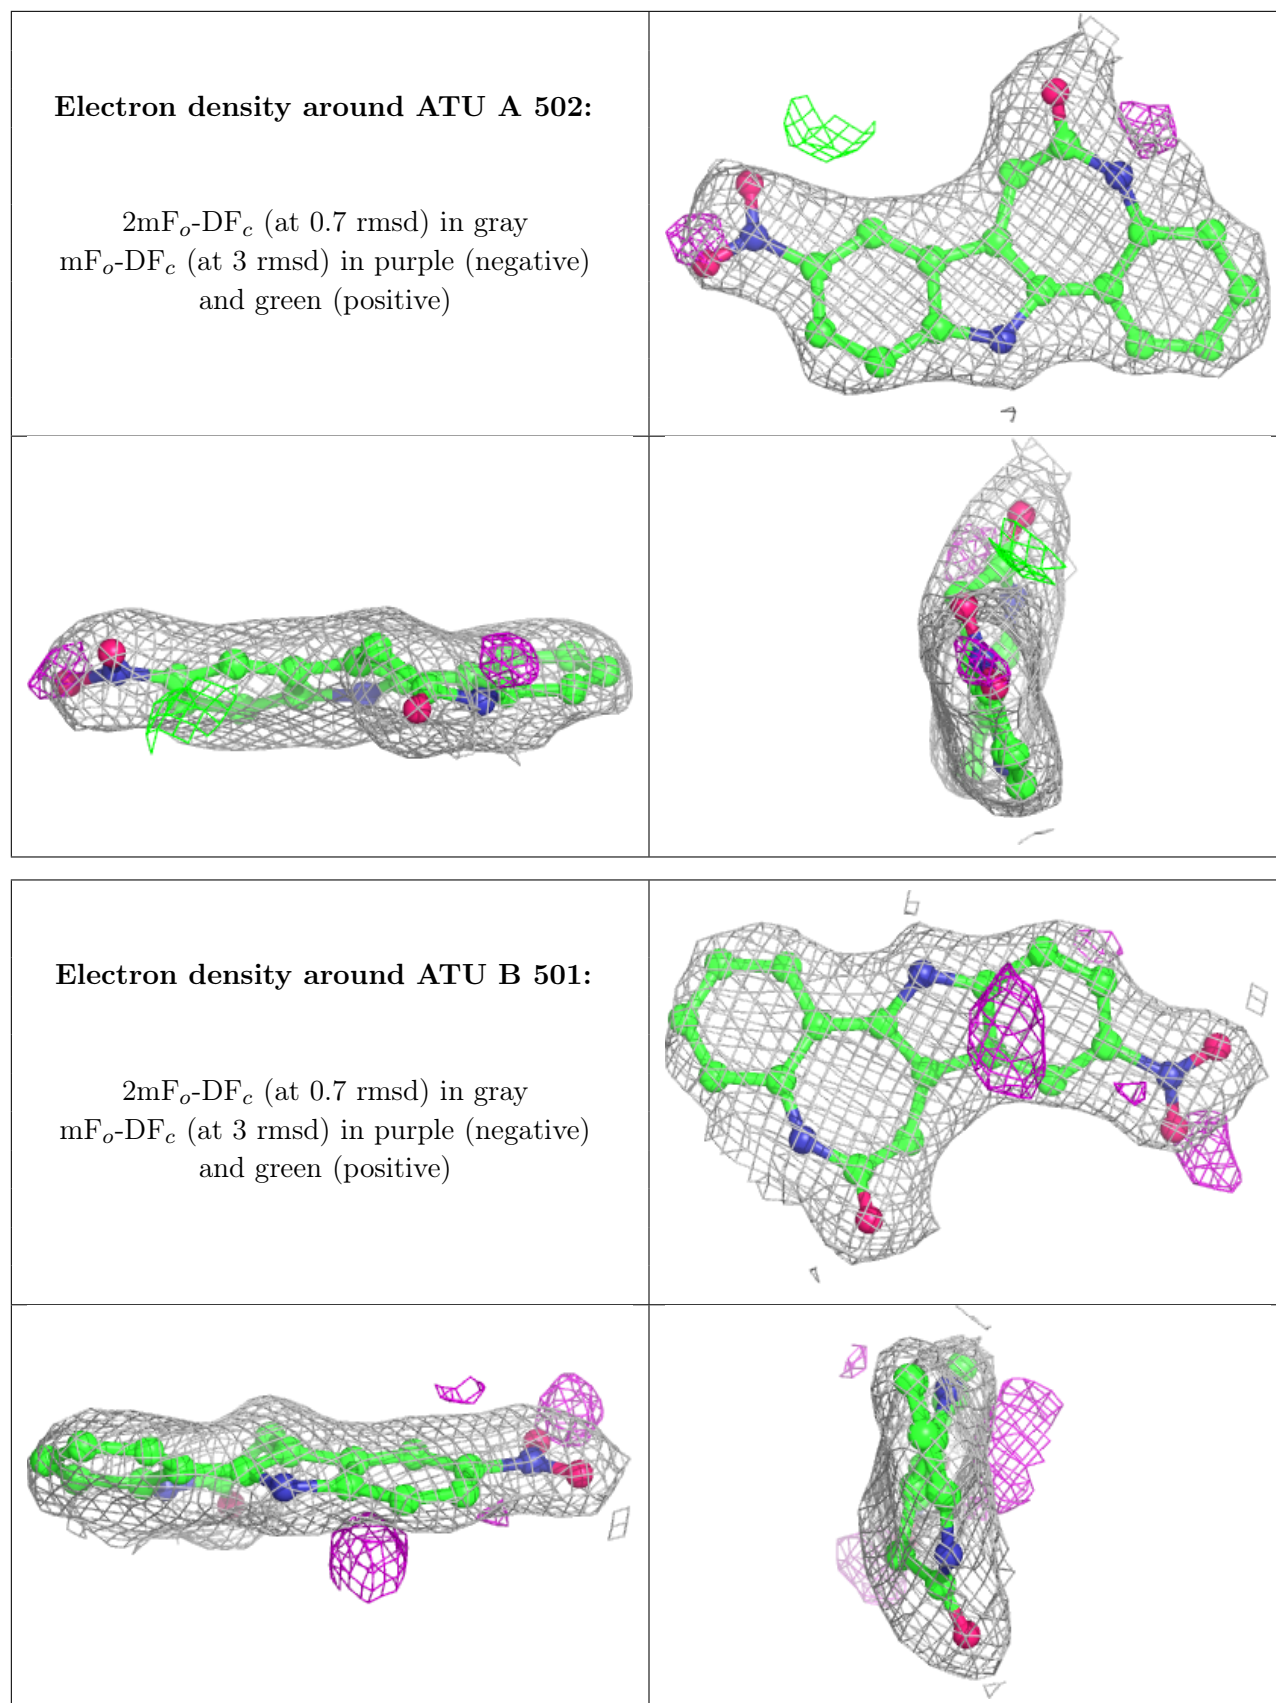 Electron density around ATU A 502:
2mFₒ-DF𝑐 (at 0.7 rmsd) in gray
mFₒ-DF𝑐 (at 3 rmsd) in purple (negative)
and green (positive)
Electron density around ATU B 501:
2mFₒ-DF𝑐 (at 0.7 rmsd) in gray
mFₒ-DF𝑐 (at 3 rmsd) in purple (negative)
and green (positive)